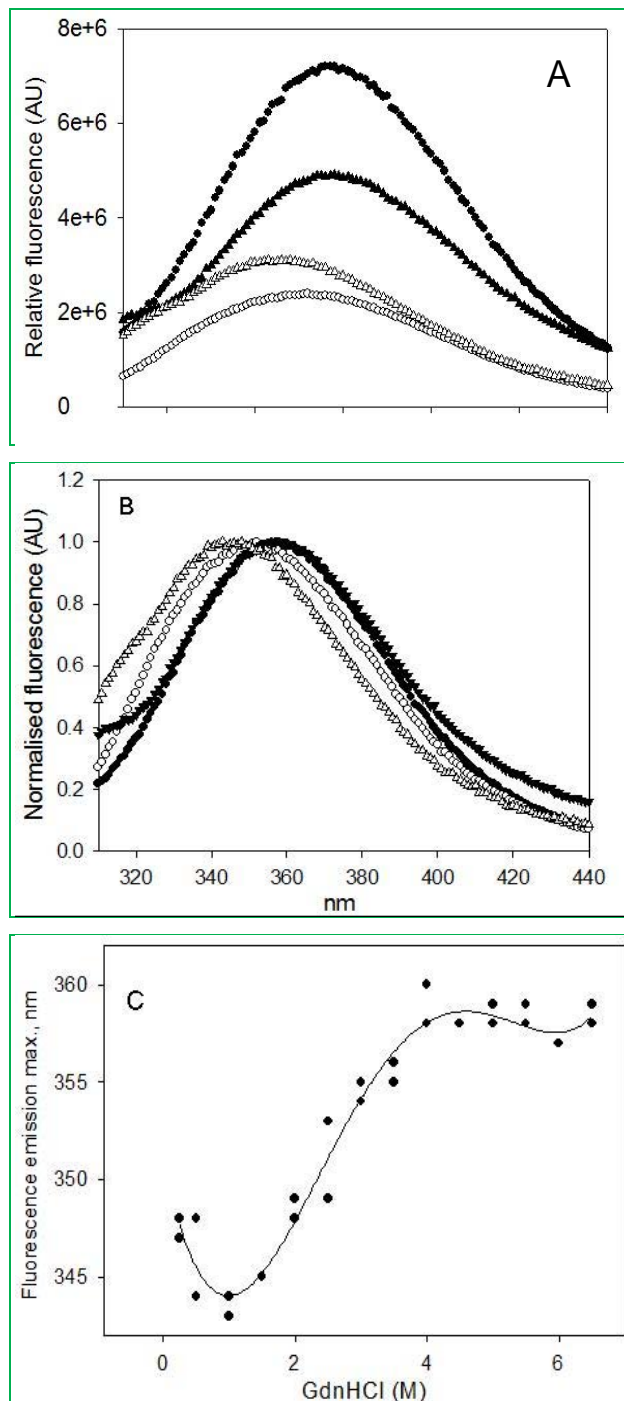 A
8e+6
6e+6
4e+6
2e+6
0
Relative fluorescence (AU)
B
1.2
1.0
0.8
0.6
0.4
0.2
0.0
Normalised fluorescence (AU)
320 340 360 380 400 420 440
nm
C
360
355
350
345
Fluorescence emission max., nm
0 2 4 6
GdnHCl (M)